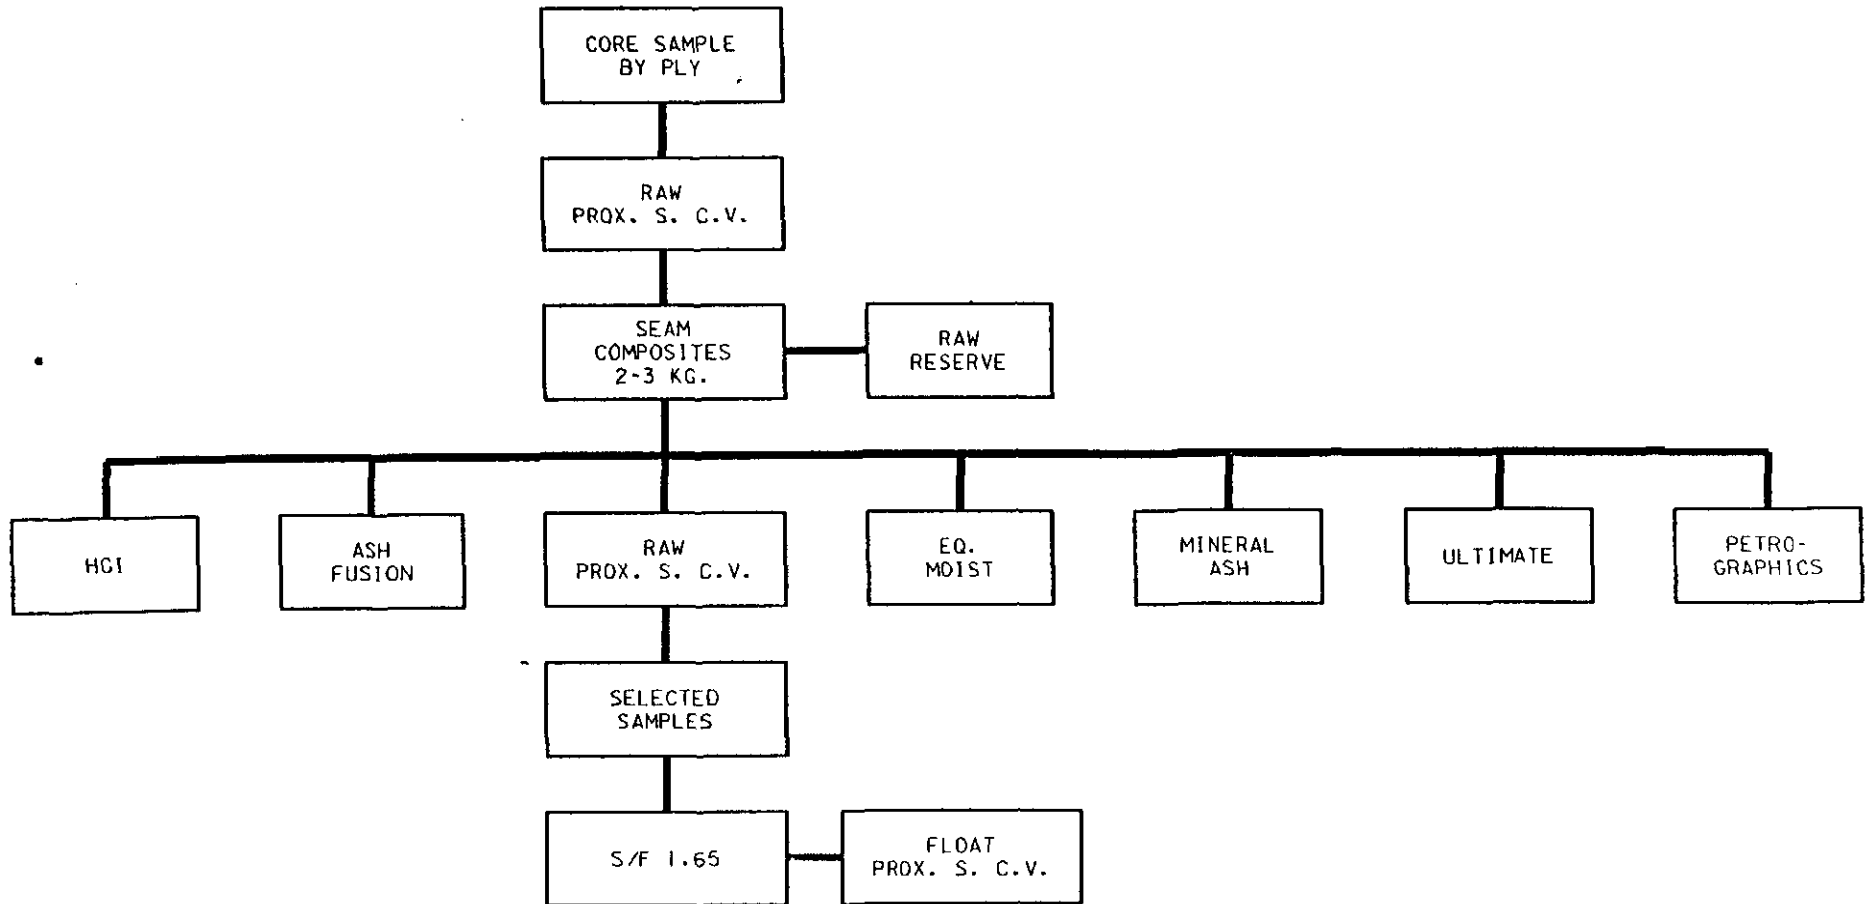 CORE SAMPLE
BY PLY
RAW
PROX. S. C.V.
SEAM
COMPOSITES
2-3 KG.
RAW
RESERVE
HGI
ASH
FUSION
RAW
PROX. S. C.V.
EQ.
MOIST
MINERAL
ASH
ULTIMATE
PETRO-
GRAPHICS
SELECTED
SAMPLES
S/F 1.65
FLOAT
PROX. S. C.V.